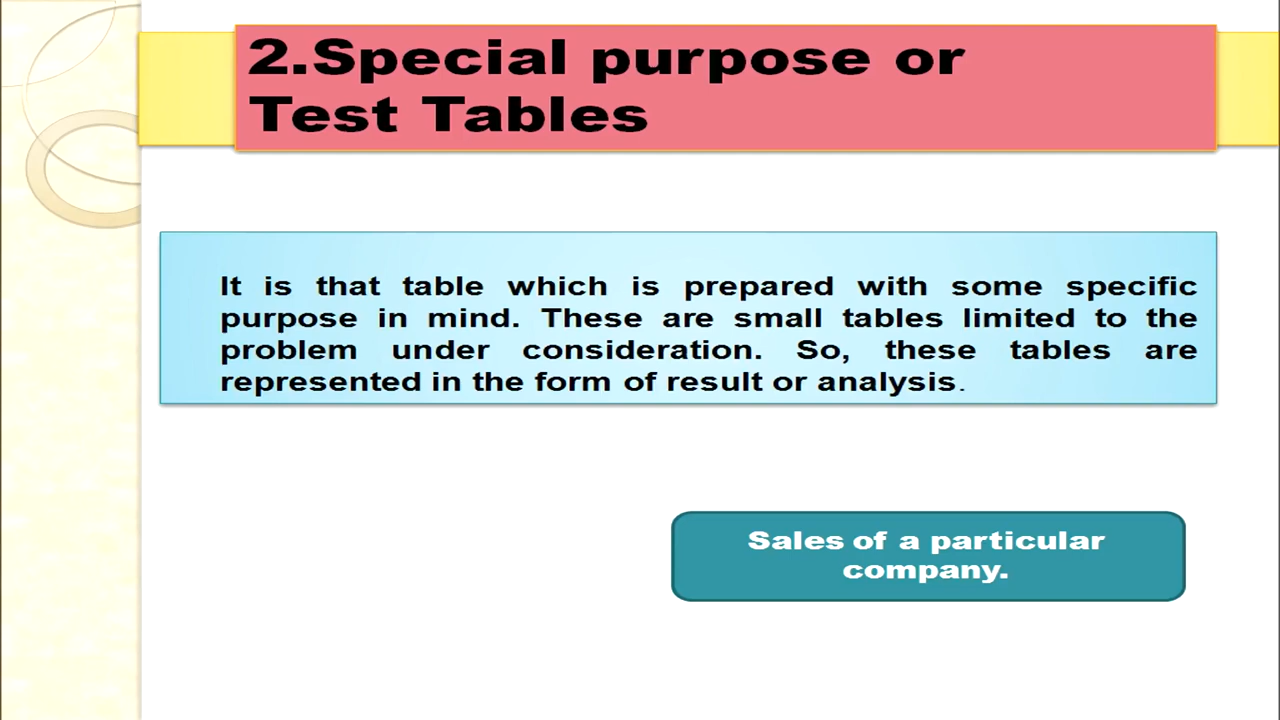 2.Special purpose or
Test Tables
It is that table which is prepared with some specific
purpose in mind. These are small tables limited to the
problem under consideration. So, these tables are
represented in the form of result or analysis.
Sales of a particular
company.